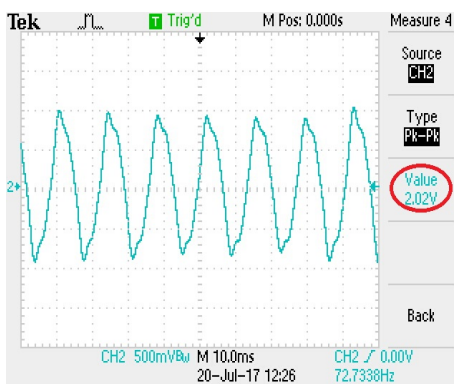 Tek T Trig'd M Pos: 0.000s Measure 4
Source
CH2
Type
Pk-Pk
Value
2.02V
2
Back
CH2 500mVBW M 10.0ms CH2 / 0.00V
20-Jul-17 12:26 72.7338Hz